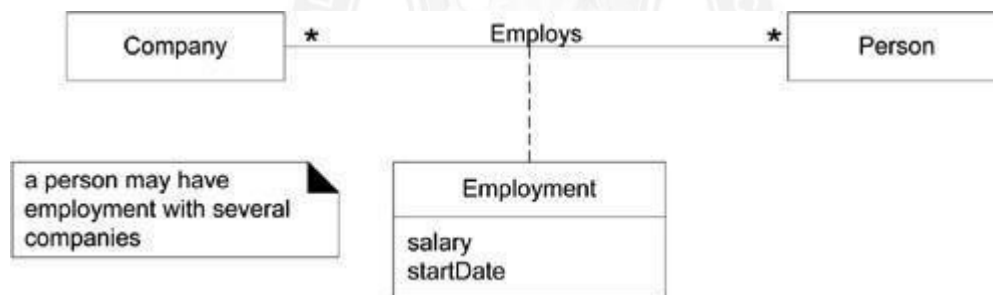 Company
*
Employs
*
Person
a person may have
employment with several
companies
Employment
salary
startDate